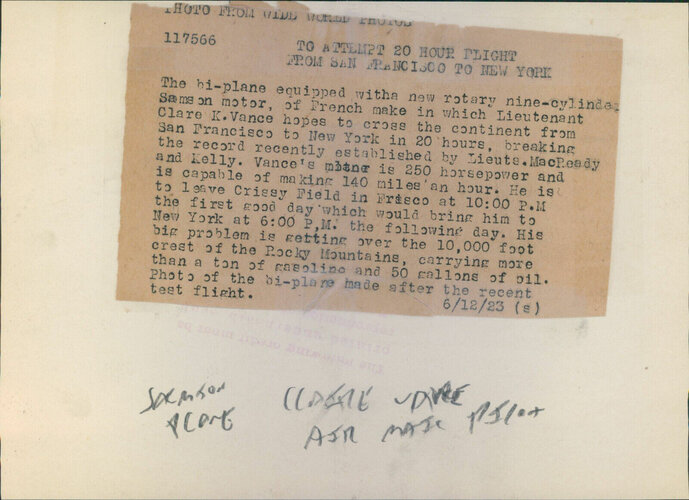 PHOTO FROM WIDE WORLD PHOTOS
117566
TO ATTEMPT 20 HOUR FLIGHT
FROM SAN FRANCISCO TO NEW YORK
The bi-plane equipped witha new rotary nine-cylinder
Samson motor, of French make in which Lieutenant
Clare K.Vance hopes to cross the continent from
San Francisco to New York in 20 hours, breaking
the record recently established by Lieuts.MacReady
and Kelly. Vance's motor is 250 horsepower and
is capable of making 140 miles an hour. He is
to leave Crissy Field in Frisco at 10:00 P.M
the first good day which would bring him to
New York at 6:00 P.M. the following day. His
big problem is getting over the 10,000 foot
crest of the Rocky Mountains, carrying more
than a ton of gasoline and 50 gallons of oil.
Photo of the bi-plane made after the recent
test flight.
6/12/23 (s)
PLANE
VANCE
AIR MAIL PILOT